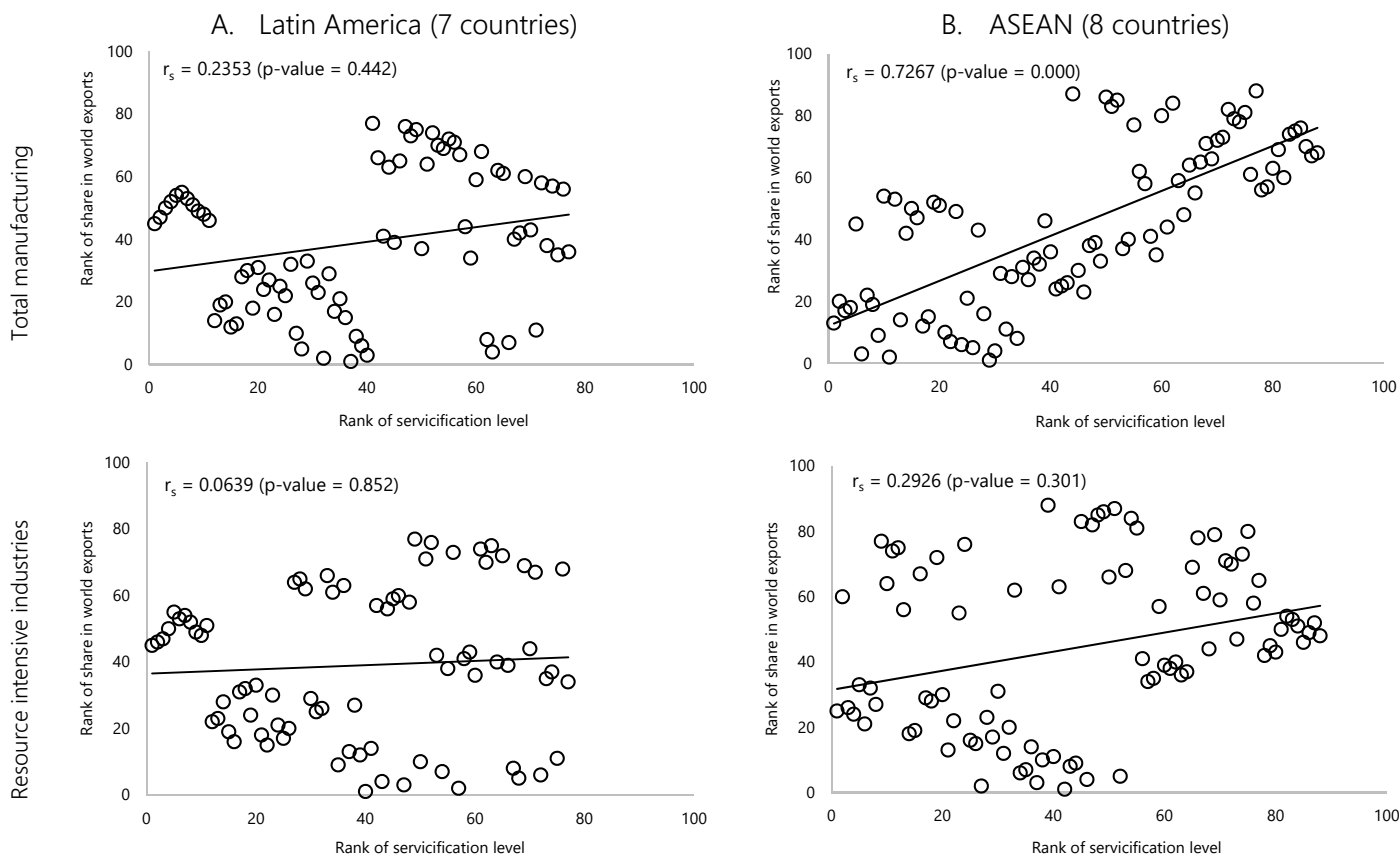 A. Latin America (7 countries)
B. ASEAN (8 countries)
Total manufacturing
rs = 0.2353 (p-value = 0.442)
Rank of share in world exports
100
80
60
40
20
0
0 20 40 60 80 100
Rank of servicification level
rs = 0.7267 (p-value = 0.000)
Rank of share in world exports
100
80
60
40
20
0
0 20 40 60 80 100
Rank of servicification level
Resource intensive industries
rs = 0.0639 (p-value = 0.852)
Rank of share in world exports
100
80
60
40
20
0
0 20 40 60 80 100
Rank of servicification level
rs = 0.2926 (p-value = 0.301)
Rank of share in world exports
100
80
60
40
20
0
0 20 40 60 80 100
Rank of servicification level